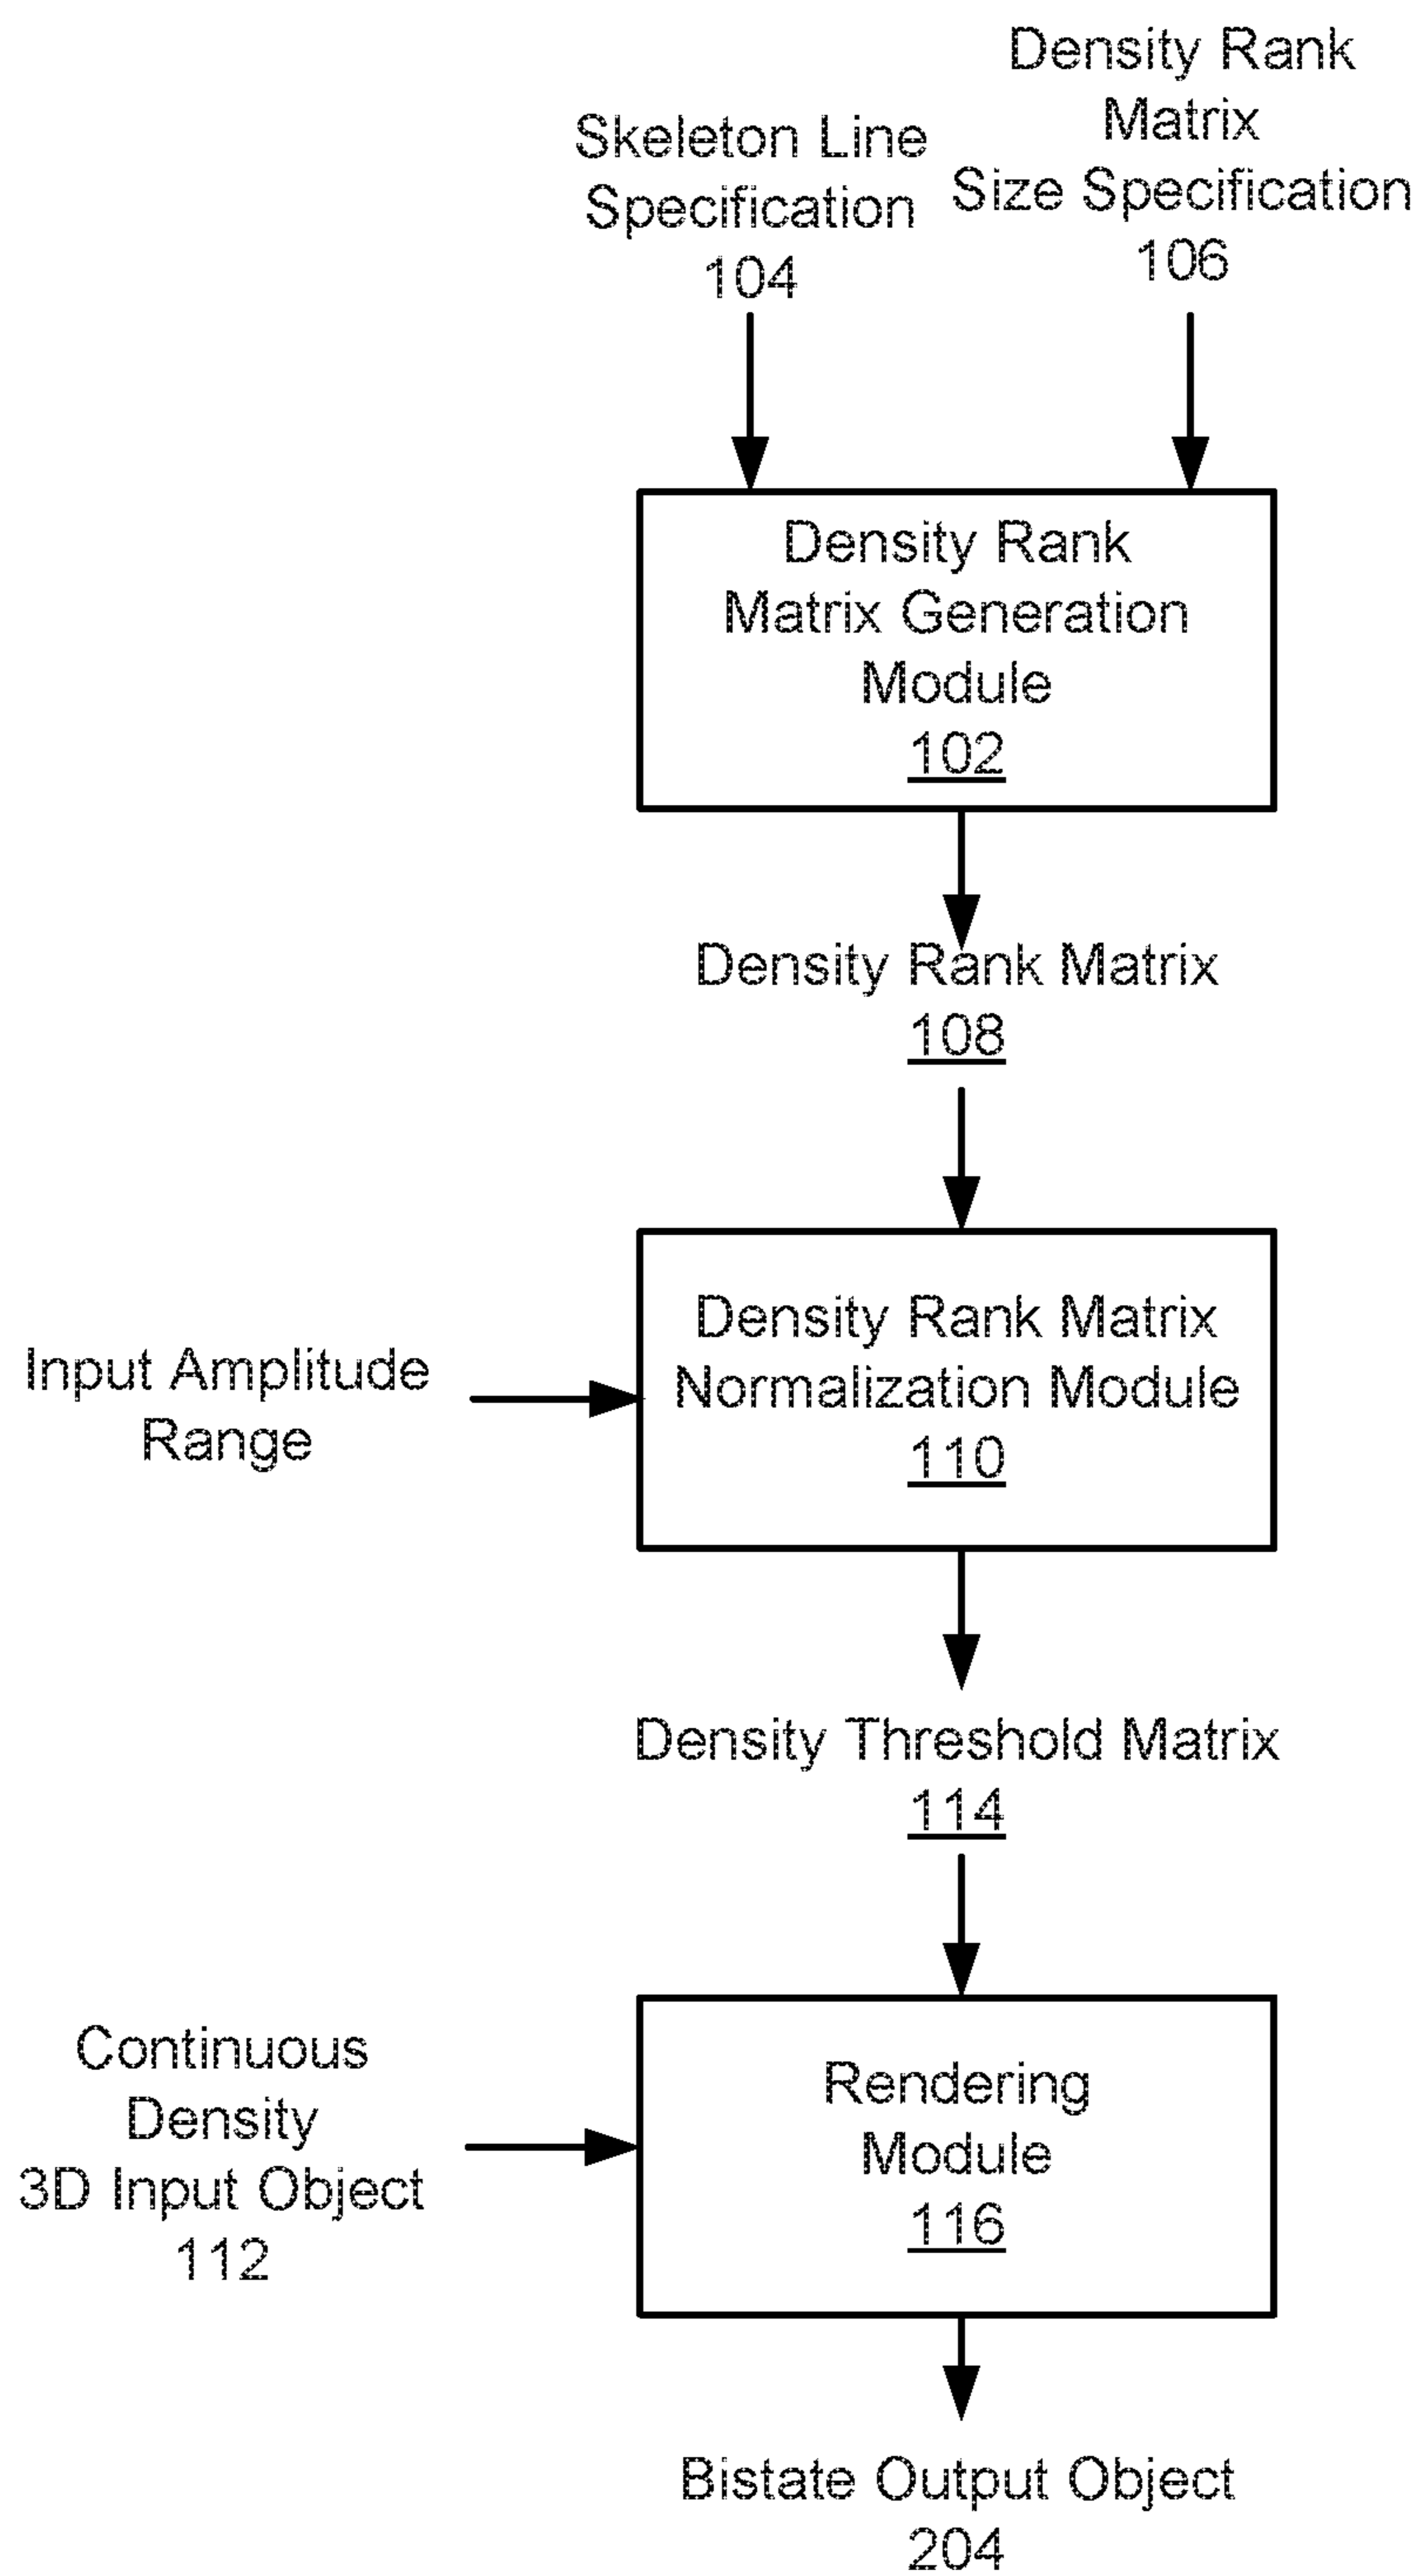 Skeleton Line
Specification
104
Density Rank
Matrix
Size Specification
106
Density Rank
Matrix Generation
Module
102
Density Rank Matrix
108
Input Amplitude
Range
Density Rank Matrix
Normalization Module
110
Density Threshold Matrix
114
Continuous
Density
3D Input Object
112
Rendering
Module
116
Bistate Output Object
204